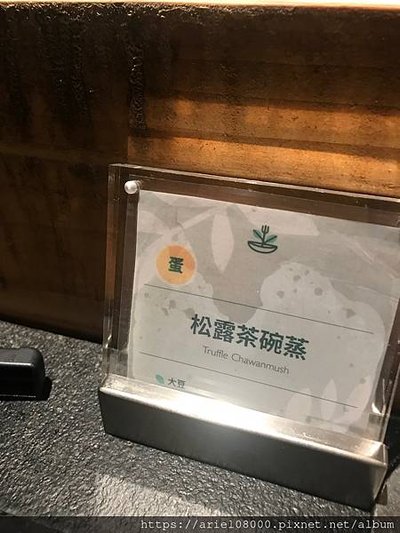 蛋
松露茶碗蒸
Truffle Chawanmush
大豆
https://ariel08000.pixnet.net/album